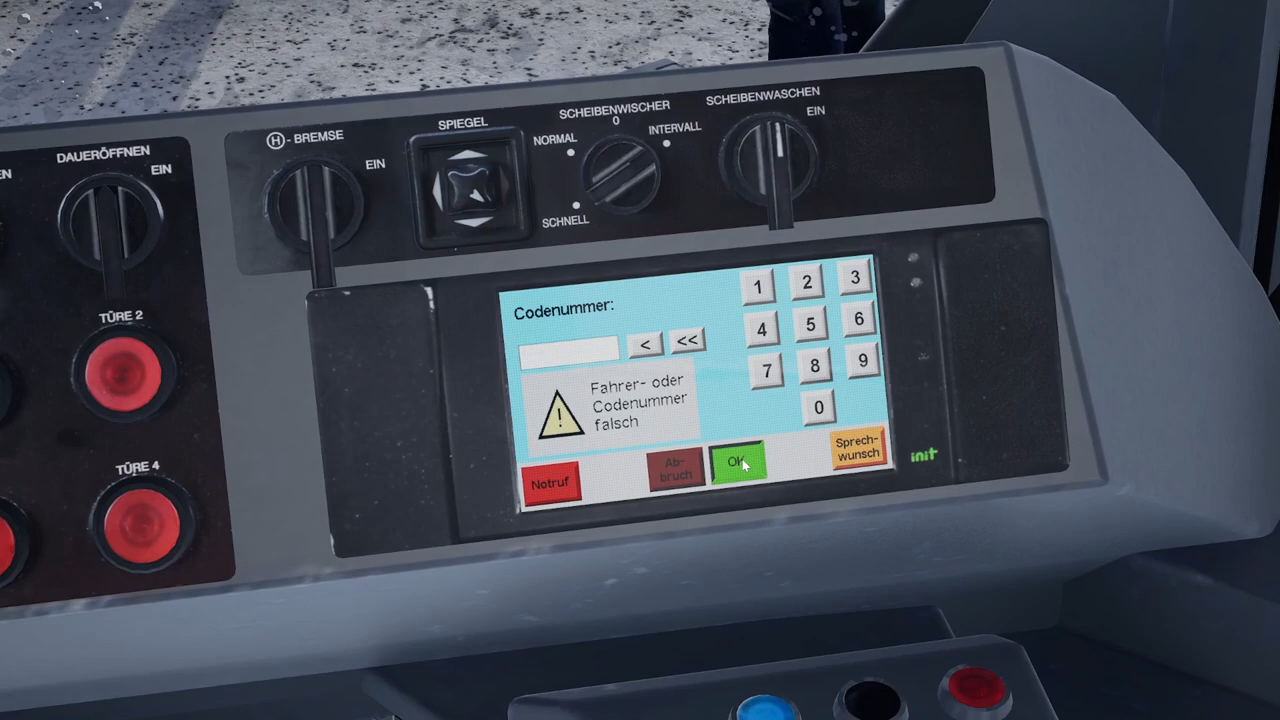 DAUERÖFFNEN
EIN
TÜRE 2
TÜRE 4
H - BREMSE
EIN
SPIEGEL
SCHEIBENWISCHER
0
NORMAL
INTERVALL
SCHNELL
SCHEIBENWASCHEN
EIN
Codenummer:
< <<
1 2 3
4 5 6
7 8 9
0
!
Fahrer- oder
Codenummer
falsch
Notruf
Ab-
bruch
OK
Sprech-
wunsch
init